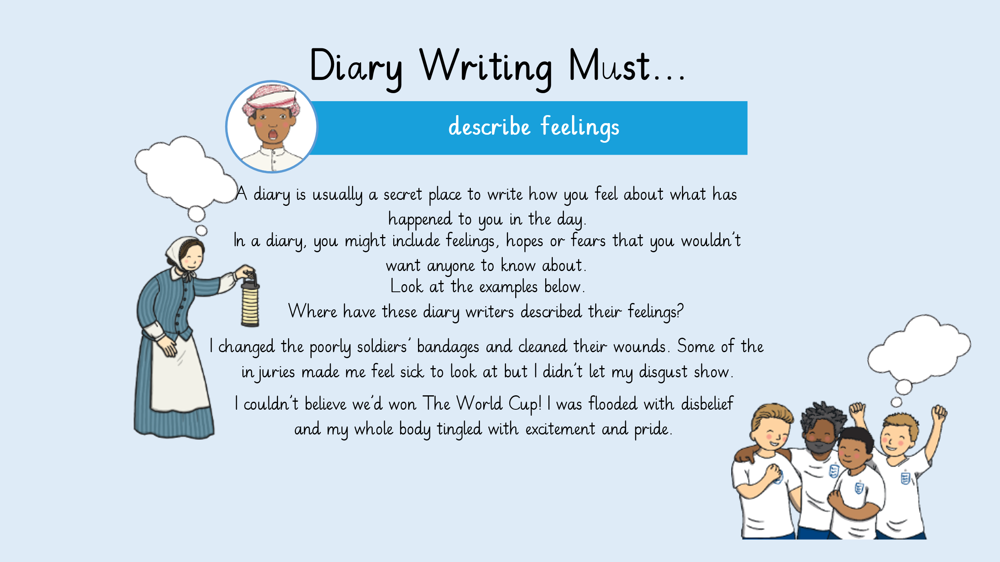 Diary Writing Must...
describe feelings
A diary is usually a secret place to write how you feel about what has
happened to you in the day.
In a diary, you might include feelings, hopes or fears that you wouldn't
want anyone to know about.
Look at the examples below.
Where have these diary writers described their feelings?
I changed the poorly soldiers' bandages and cleaned their wounds. Some of the
injuries made me feel sick to look at but I didn't let my disgust show.
I couldn't believe we'd won The World Cup! I was flooded with disbelief
and my whole body tingled with excitement and pride.